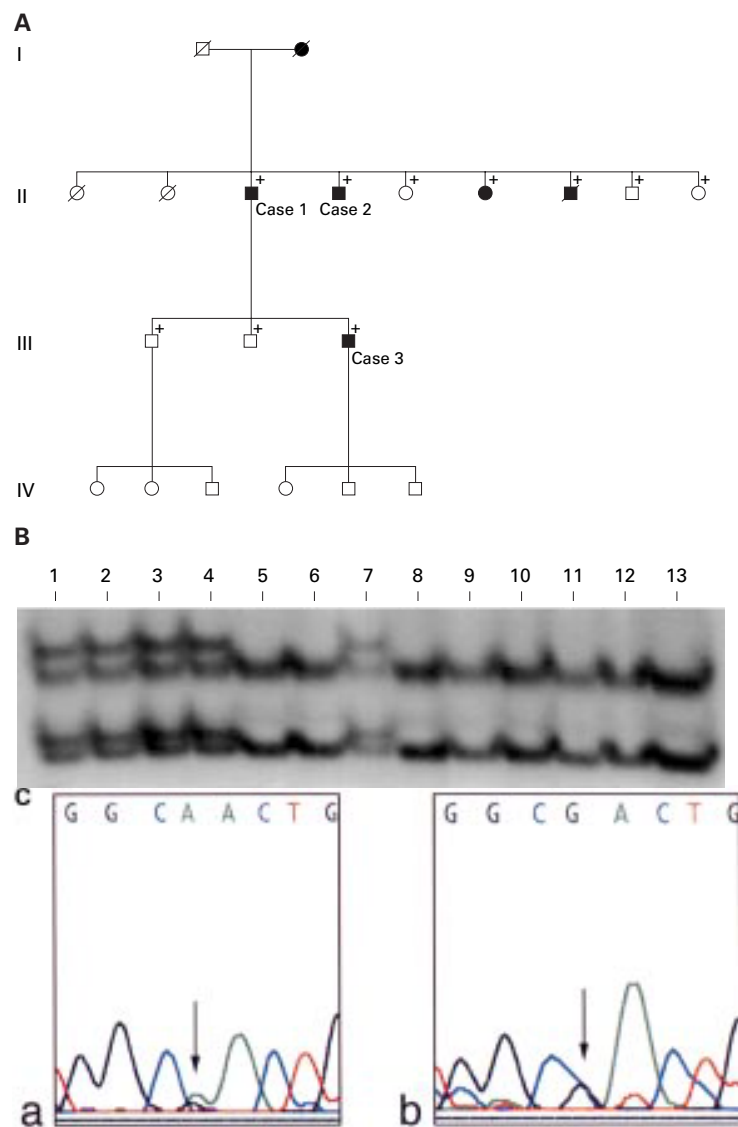 A
I
+ + + + + + +
II
Case 1 Case 2
+ + +
III
Case 3
IV
B
1 2 3 4 5 6 7 8 9 10 11 12 13
c
G G C A A C T G
G G C G A C T G
a
b